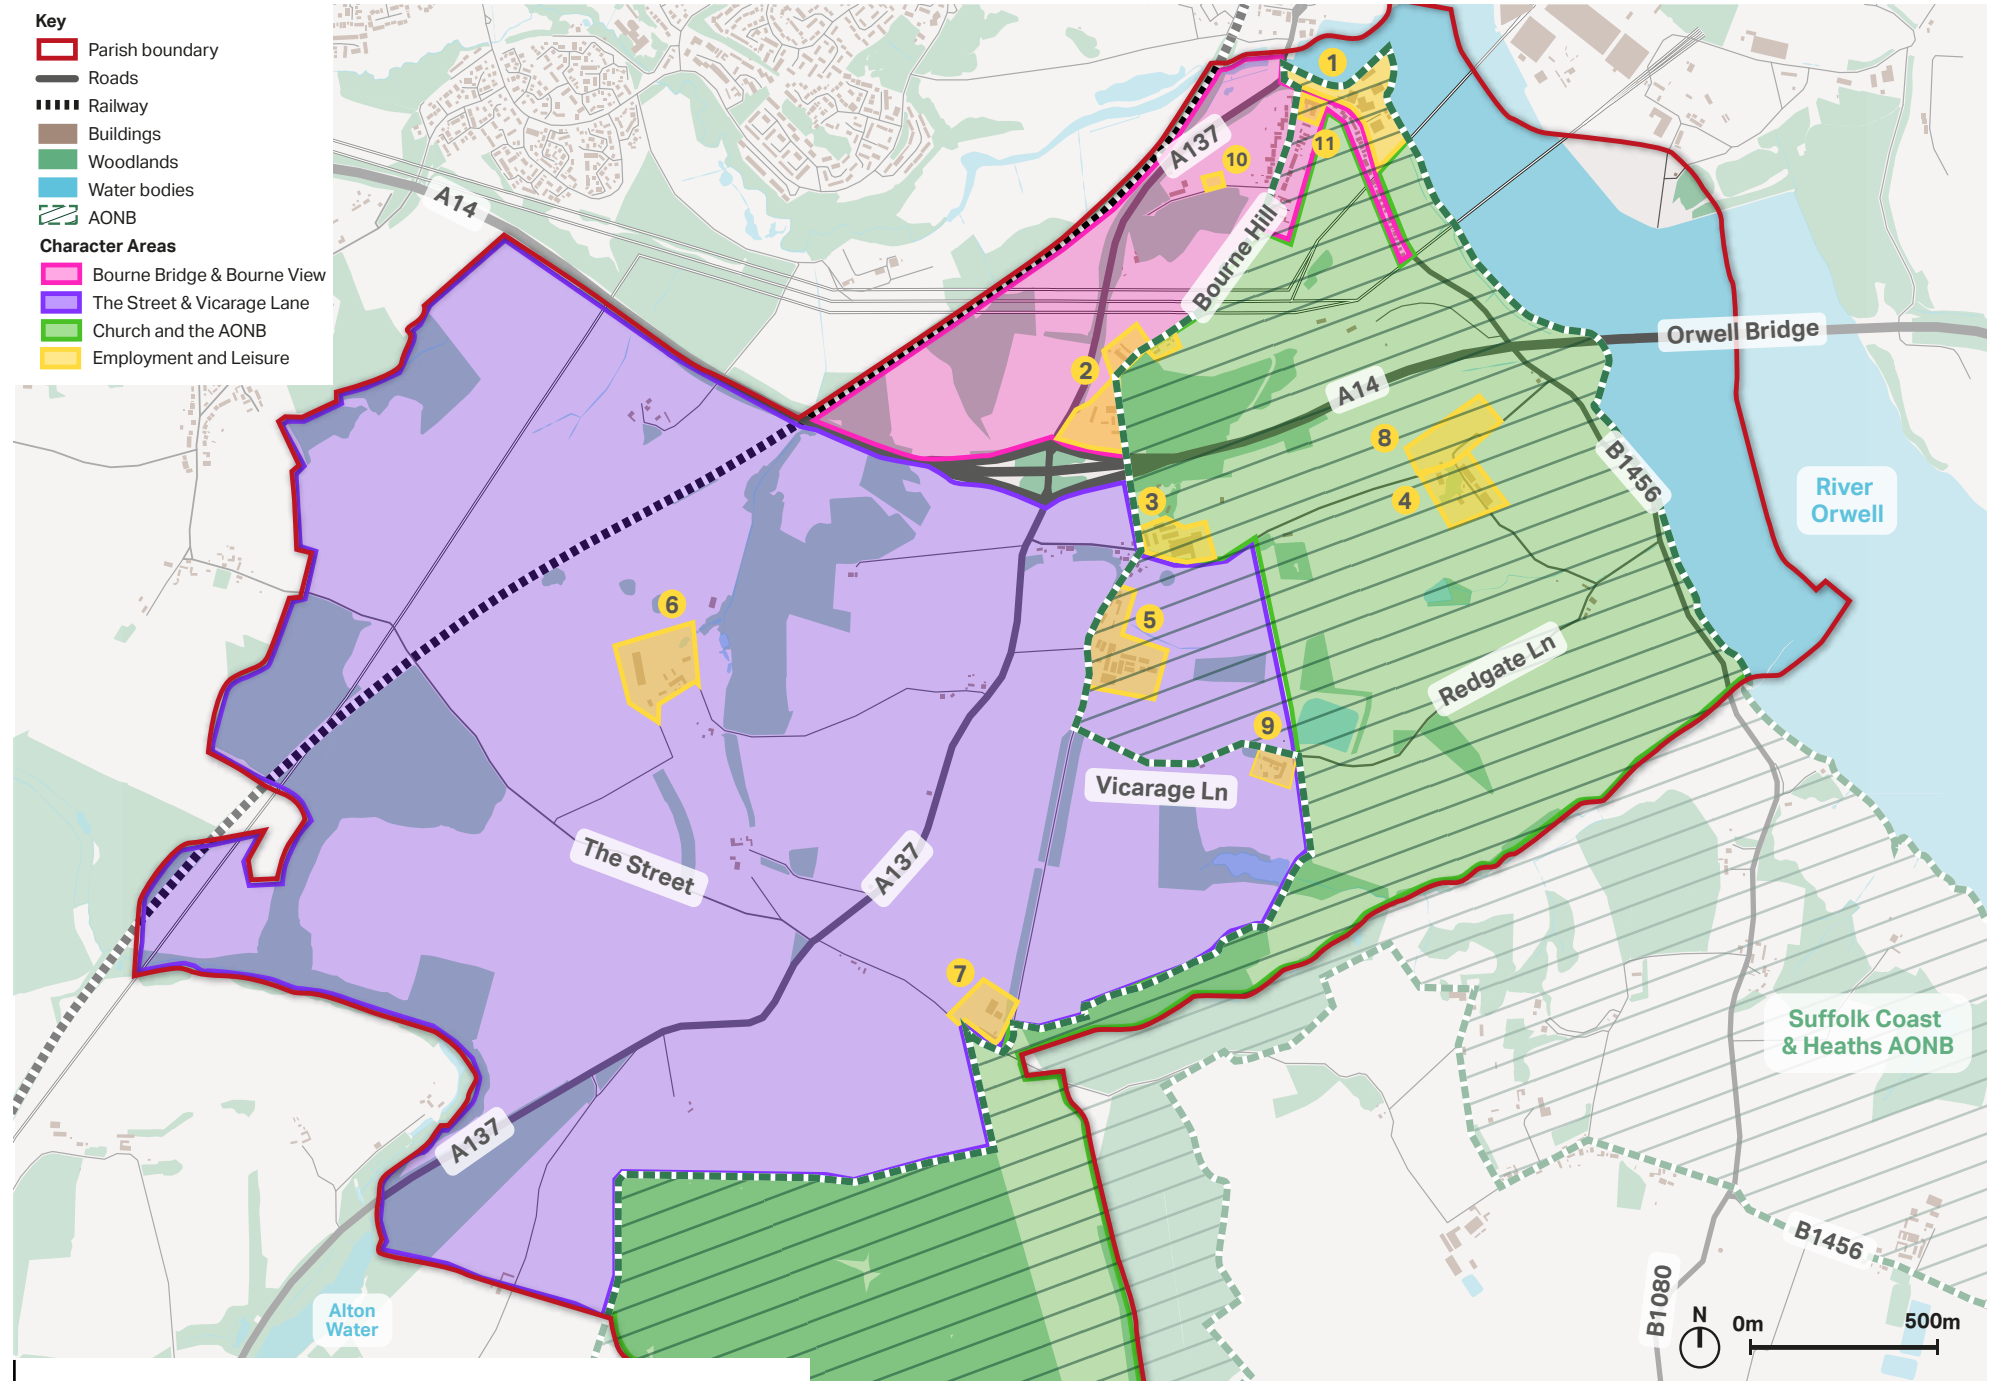 Key
Parish boundary
Roads
Railway
Buildings
Woodlands
Water bodies
AONB
Character Areas
Bourne Bridge & Bourne View
The Street & Vicarage Lane
Church and the AONB
Employment and Leisure
1
A137
10
11
A14
Bourne Hill
Orwell Bridge
2
A14
8
B1456
3
4
River
Orwell
6
5
Redgate Ln
9
Vicarage Ln
The Street
A137
7
Suffolk Coast
& Heaths AONB
A137
B1456
B1080
Alton
Water
N
0m
500m